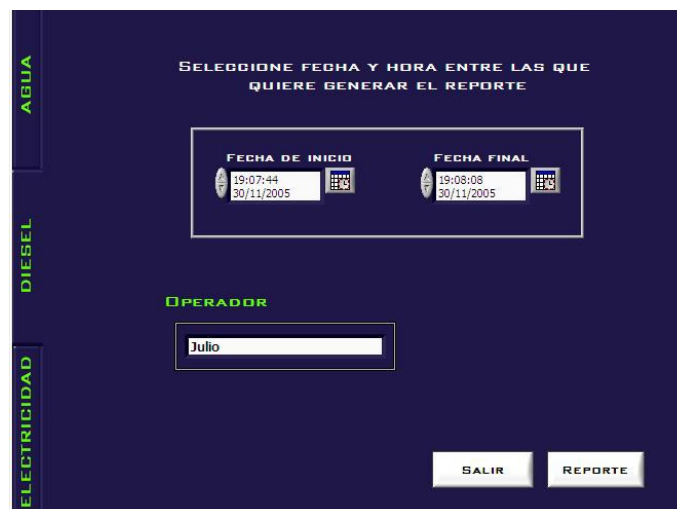 AGUA
DIESEL
ELECTRICIDAD
SELECCIONE FECHA Y HORA ENTRE LAS QUE
QUIERE GENERAR EL REPORTE
FECHA DE INICIO
19:07:44
30/11/2005
FECHA FINAL
19:08:08
30/11/2005
OPERADOR
Julio
SALIR
REPORTE